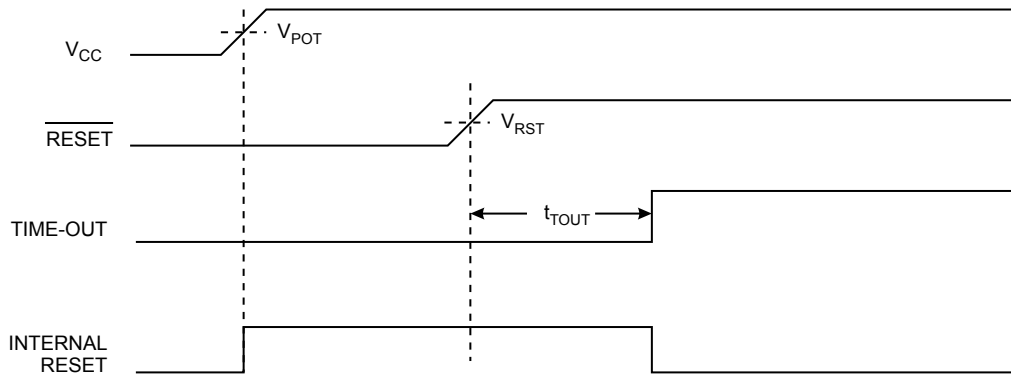 V_CC
V_POT
RESET
V_RST
TIME-OUT
t_TOUT
INTERNAL
RESET